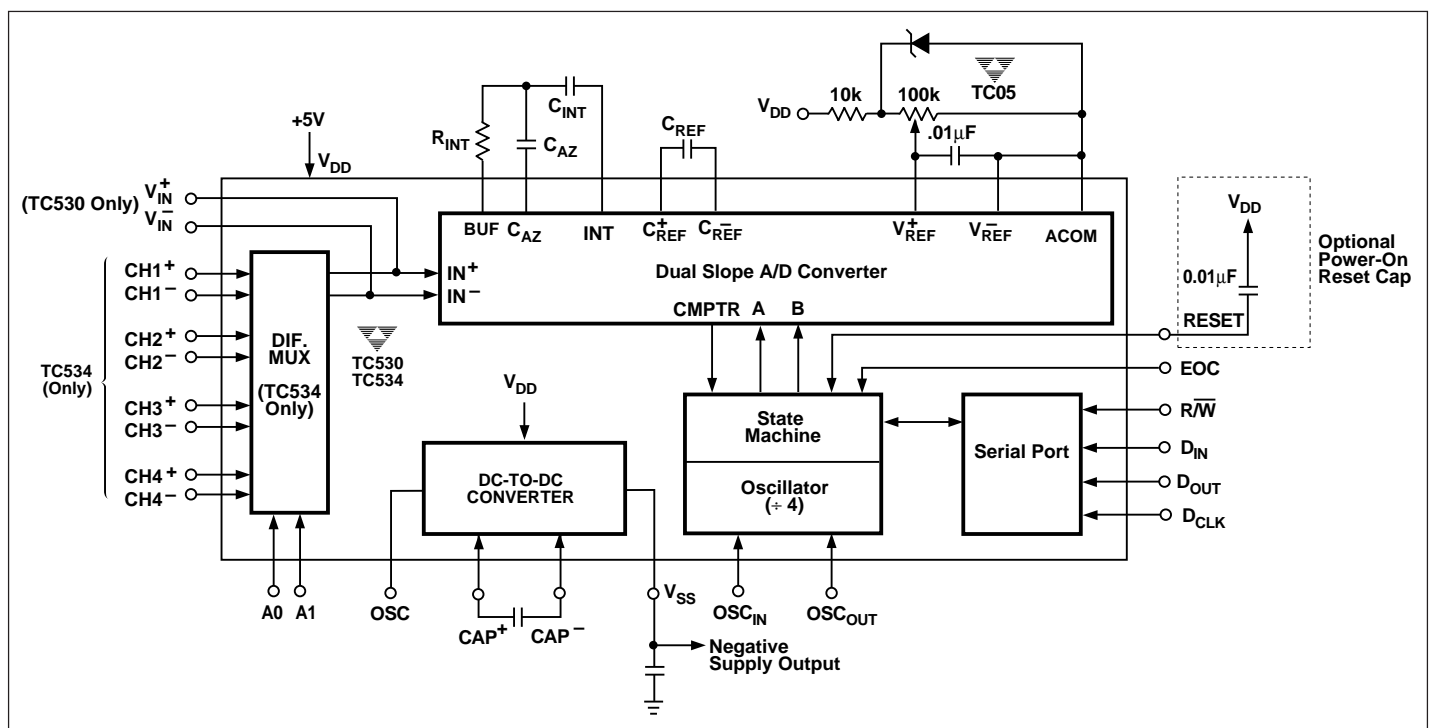 TC05
10k
100k
V_DD
.01µF
C_INT
C_REF
R_INT
C_AZ
+5V
V_DD
V_IN^+
(TC530 Only)
V_IN^−
BUF
C_AZ
INT
C_REF^+
C_REF^−
V_REF^+
V_REF^−
ACOM
Dual Slope A/D Converter
IN+
IN−
CMPTR
A
B
V_DD
0.01µF
RESET
Optional
Power-On
Reset Cap
CH1+
CH1−
CH2+
CH2−
CH3+
CH3−
CH4+
CH4−
TC534
(Only)
DIF.
MUX
(TC534
Only)
TC530
TC534
V_DD
DC-TO-DC
CONVERTER
State
Machine
Oscillator
(÷ 4)
Serial Port
EOC
R/W̅
D_IN
D_OUT
D_CLK
A0
A1
OSC
CAP+
CAP−
V_SS
OSC_IN
OSC_OUT
Negative
Supply Output